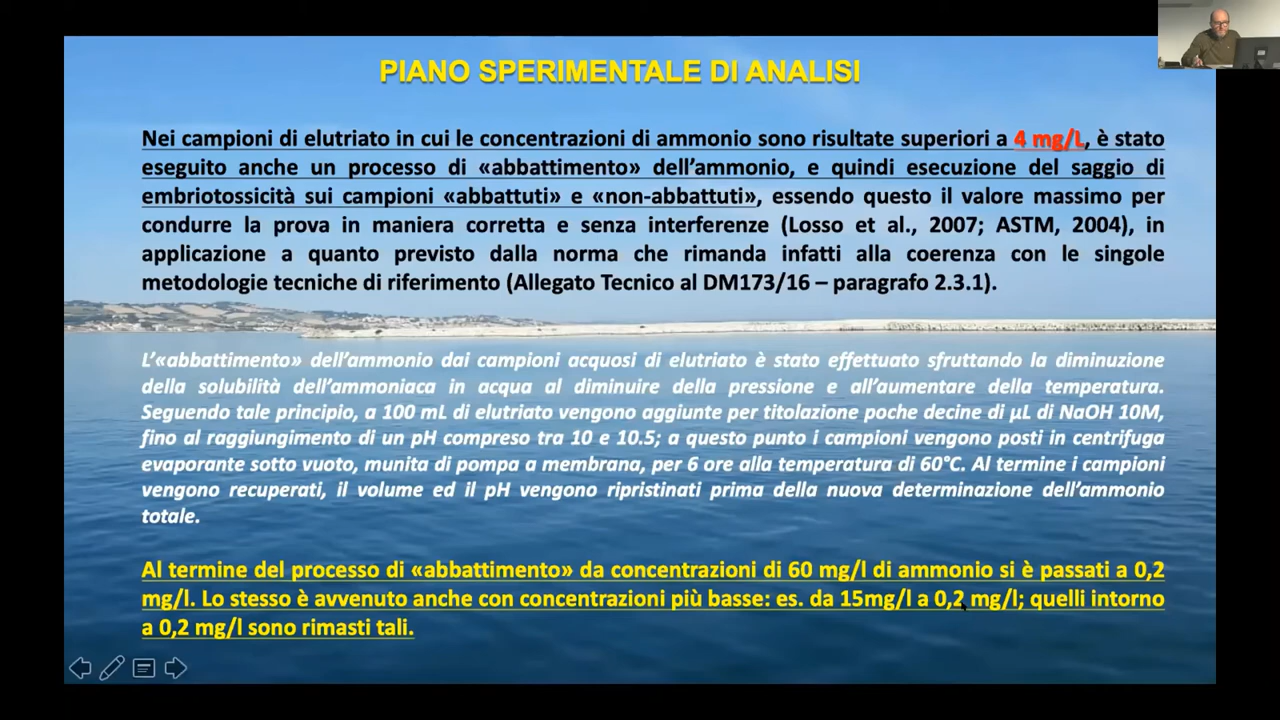 PIANO SPERIMENTALE DI ANALISI
Nei campioni di elutriato in cui le concentrazioni di ammonio sono risultate superiori a 4 mg/L, è stato
eseguito anche un processo di «abbattimento» dell’ammonio, e quindi esecuzione del saggio di
embriotossicità sui campioni «abbattuti» e «non-abbattuti», essendo questo il valore massimo per
condurre la prova in maniera corretta e senza interferenze (Losso et al., 2007; ASTM, 2004), in
applicazione a quanto previsto dalla norma che rimanda infatti alla coerenza con le singole
metodologie tecniche di riferimento (Allegato Tecnico al DM173/16 – paragrafo 2.3.1).
L’«abbattimento» dell’ammonio dai campioni acquosi di elutriato è stato effettuato sfruttando la diminuzione
della solubilità dell’ammoniaca in acqua al diminuire della pressione e all’aumentare della temperatura.
Seguendo tale principio, a 100 mL di elutriato vengono aggiunte per titolazione poche decine di µL di NaOH 10M,
fino al raggiungimento di un pH compreso tra 10 e 10.5; a questo punto i campioni vengono posti in centrifuga
evaporante sotto vuoto, munita di pompa a membrana, per 6 ore alla temperatura di 60°C. Al termine i campioni
vengono recuperati, il volume ed il pH vengono ripristinati prima della nuova determinazione dell’ammonio
totale.
Al termine del processo di «abbattimento» da concentrazioni di 60 mg/l di ammonio si è passati a 0,2
mg/l. Lo stesso è avvenuto anche con concentrazioni più basse: es. da 15mg/l a 0,2 mg/l; quelli intorno
a 0,2 mg/l sono rimasti tali.